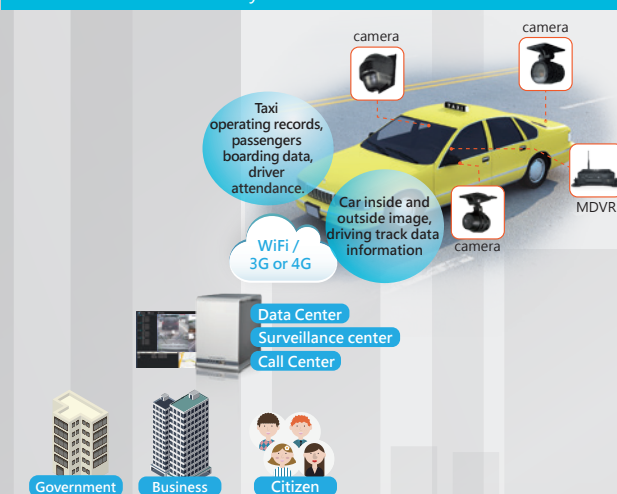 camera
camera
TAXI
Taxi
operating records,
passengers
boarding data,
driver
attendance.
MDVR
Car inside and
outside image,
driving track data
information
camera
WiFi /
3G or 4G
Data Center
Surveillance center
Call Center
Government
Business
Citizen